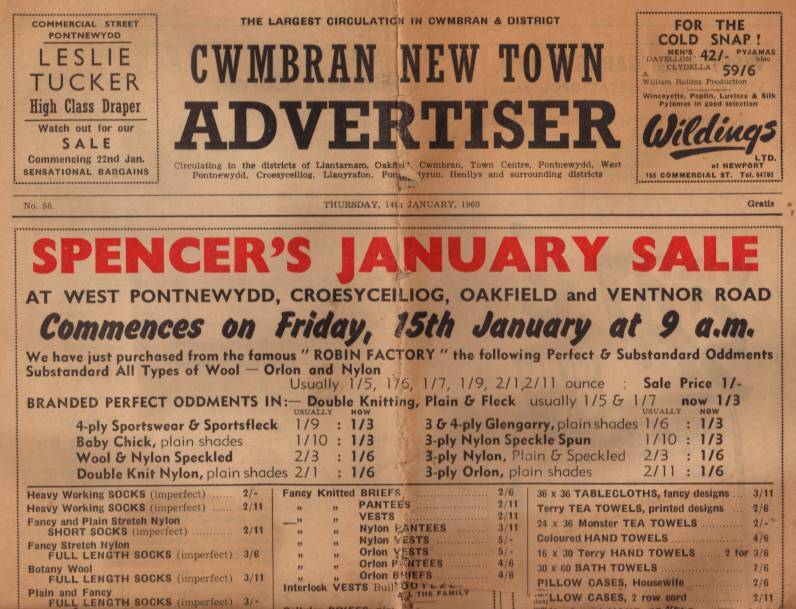 COMMERCIAL STREET
PONTNEWYDD
LESLIE
TUCKER
High Class Draper
Watch out for our
SALE
Commencing 22nd Jan.
SENSATIONAL BARGAINS
THE LARGEST CIRCULATION IN CWMBRAN & DISTRICT
CWMBRAN NEW TOWN
ADVERTISER
Circulating in the districts of Llantarnam, Oakfield, Cwmbran, Town Centre, Pontnewydd, West
Pontnewydd, Croesyceiliog, Llanyrafon, Henllys and surrounding districts
FOR THE
COLD SNAP !
MEN'S PYJAMAS
"DAYELLON" 42/- also
"CLYDELLA"
A 59/6
William Hollins Production
Winceyette, Poplin, Luvisca & Silk
Pyjamas in good selection
Wildings
LTD.
of NEWPORT
165 COMMERCIAL ST. Tel. 64765
No. 56.
THURSDAY, 14th JANUARY, 1960
Gratis
SPENCER'S JANUARY SALE
AT WEST PONTNEWYDD, CROESYCEILIOG, OAKFIELD and VENTNOR ROAD
Commences on Friday, 15th January at 9 a.m.
We have just purchased from the famous " ROBIN FACTORY " the following Perfect & Substandard Oddments
Substandard All Types of Wool — Orlon and Nylon
Usually 1/5, 176, 1/7, 1/9, 2/1,2/11 ounce : Sale Price 1/-
BRANDED PERFECT ODDMENTS IN:— Double Knitting, Plain & Fleck usually 1/5 & 1/7 now 1/3
USUALLY NOW
4-ply Sportswear & Sportsfleck 1/9 : 1/3
Baby Chick, plain shades 1/10 : 1/3
Wool & Nylon Speckled 2/3 : 1/6
Double Knit Nylon, plain shades 2/1 : 1/6
USUALLY NOW
3 & 4-ply Glengarry, plain shades 1/6 : 1/3
3-ply Nylon Speckle Spun 1/10 : 1/3
3-ply Nylon, Plain & Speckled 2/3 : 1/6
3-ply Orlon, plain shades 2/11 : 1/6
Heavy Working SOCKS (imperfect) ...... 2/-
Heavy Working SOCKS (imperfect) ...... 2/11
Fancy and Plain Stretch Nylon
SHORT SOCKS (imperfect) ............ 2/11
Fancy Stretch Nylon
FULL LENGTH SOCKS (imperfect) 3/6
Botany Wool
FULL LENGTH SOCKS (imperfect) 3/11
Plain and Fancy
FULL LENGTH SOCKS (imperfect) 3/-
Fancy Knitted BRIEFS ........ 2/6
" " PANTEES ........ 2/11
" " VESTS ........ 2/11
" " Nylon PANTEES ........ 3/11
" " Nylon VESTS ........ 5/-
" " Orlon VESTS ........ 5/-
" " Orlon PANTEES ........ 4/6
" " Orlon BRIEFS ........ 4/6
Interlock VESTS
ALL THE FAMILY
36 x 36 TABLECLOTHS, fancy designs ... 3/11
Terry TEA TOWELS, printed designs ... 2/6
24 x 36 Monster TEA TOWELS ........ 2/-
Coloured HAND TOWELS ........ 4/6
16 x 30 Terry HAND TOWELS ...... 2 for 3/6
30 x 60 BATH TOWELS ........ 7/6
PILLOW CASES, Housewife ........ 2/6
PILLOW CASES, 2 row cord ........ 2/11